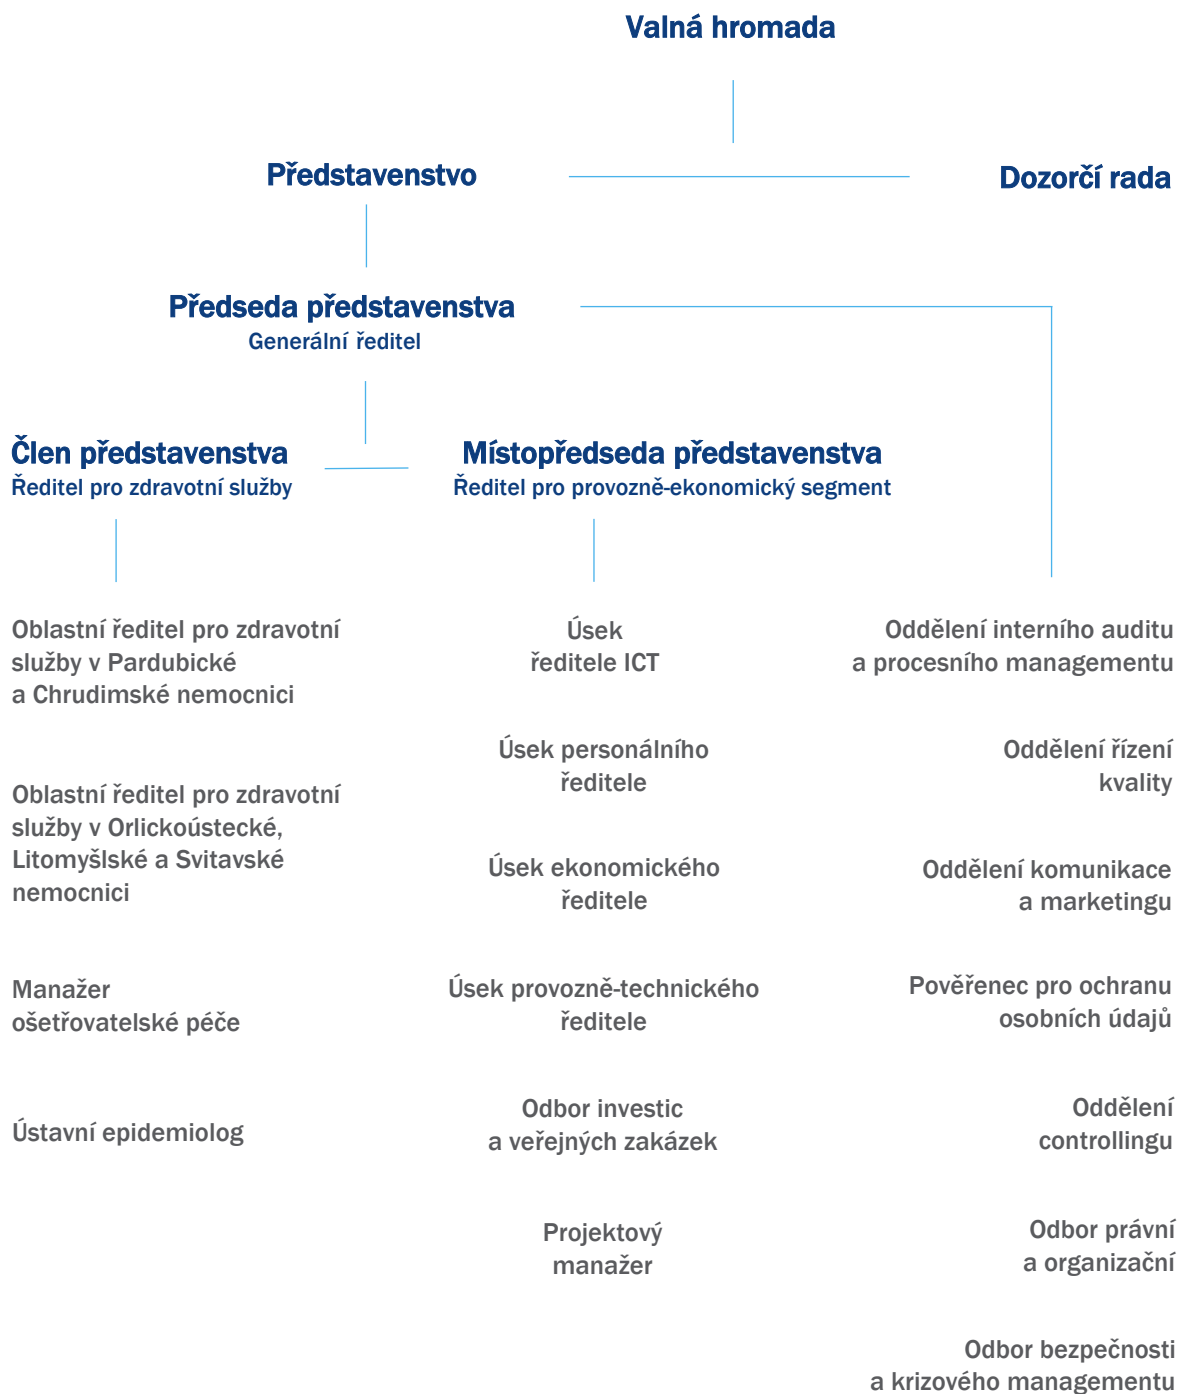 Valná hromada
Představenstvo
Dozorčí rada
Předseda představenstva
Generální ředitel
Člen představenstva
Ředitel pro zdravotní služby
Místopředseda představenstva
Ředitel pro provozně-ekonomický segment
Oblastní ředitel pro zdravotní
služby v Pardubické
a Chrudimské nemocnici
Oblastní ředitel pro zdravotní
služby v Orlickoústecké,
Litomyšlské a Svitavské
nemocnici
Manažer
ošetřovatelské péče
Ústavní epidemiolog
Úsek
ředitele ICT
Úsek personálního
ředitele
Úsek ekonomického
ředitele
Úsek provozně-technického
ředitele
Odbor investic
a veřejných zakázek
Projektový
manažer
Oddělení interního auditu
a procesního managementu
Oddělení řízení
kvality
Oddělení komunikace
a marketingu
Pověřenec pro ochranu
osobních údajů
Oddělení
controllingu
Odbor právní
a organizační
Odbor bezpečnosti
a krizového managementu